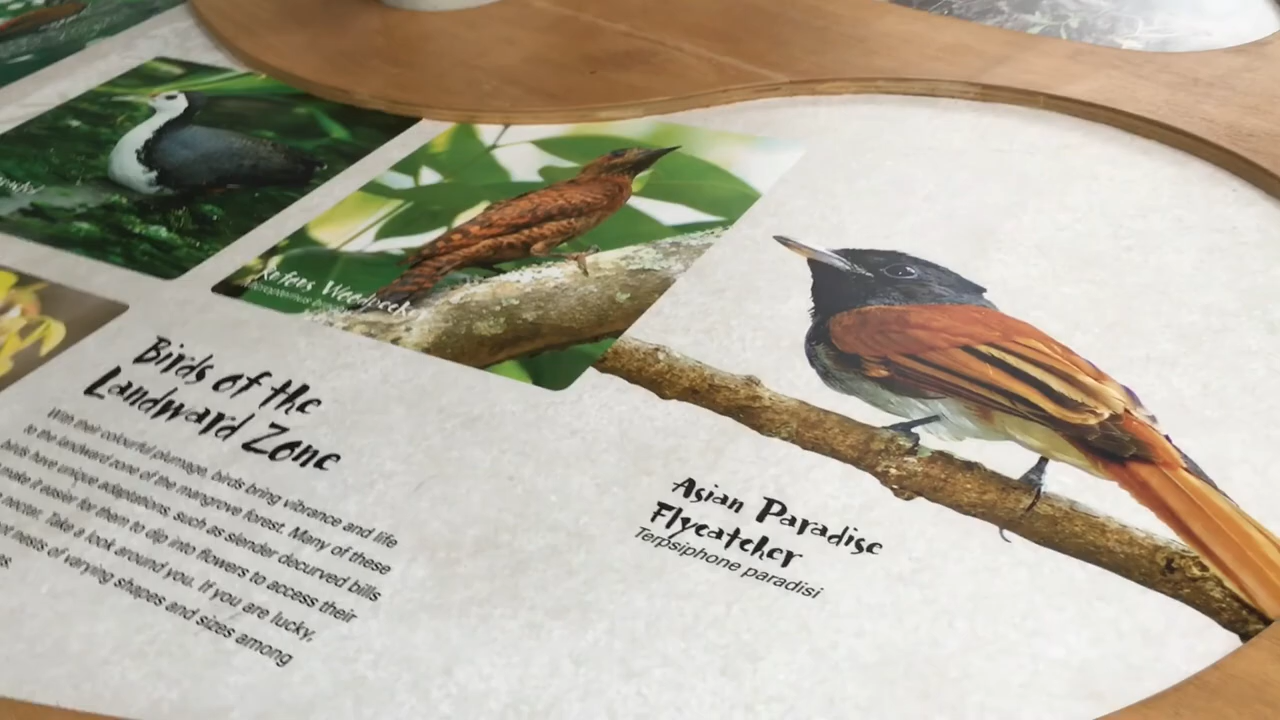 Rufous Woodpecker
Birds of the
Landward Zone
With their colourful plumage, birds bring vibrance and life
to the landward zone of the mangrove forest. Many of these
birds have unique adaptations, such as slender decurved bills
make it easier for them to dip into flowers to access their
nectar. Take a look around you. If you are lucky,
nests of varying shapes and sizes among
Asian Paradise
Flycatcher
Terpsiphone paradisi